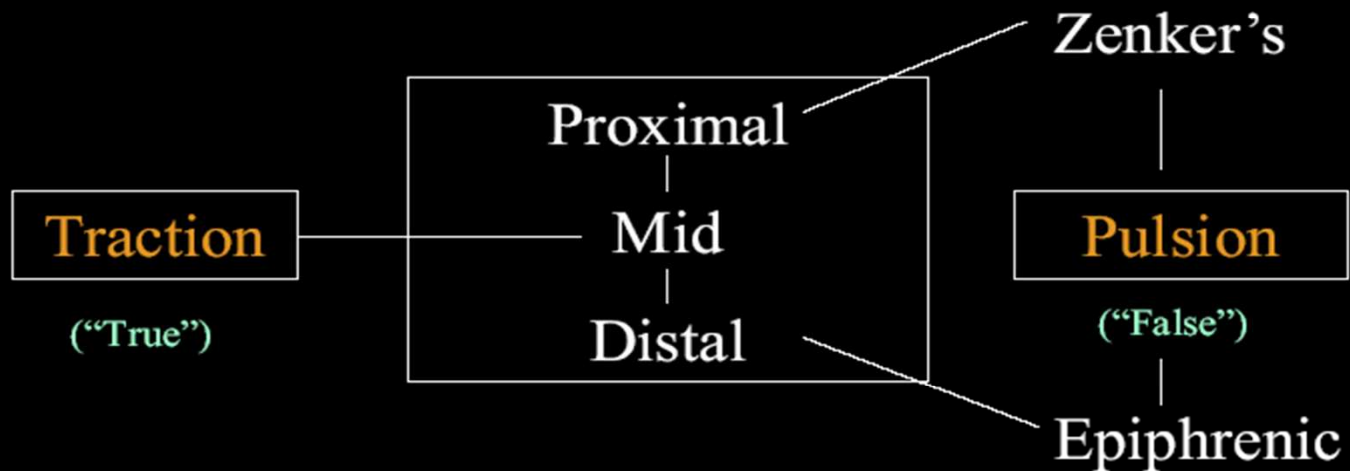 Zenker’s
Proximal
Traction
Mid
Pulsion
(“True”)
(“False”)
Distal
Epiphrenic